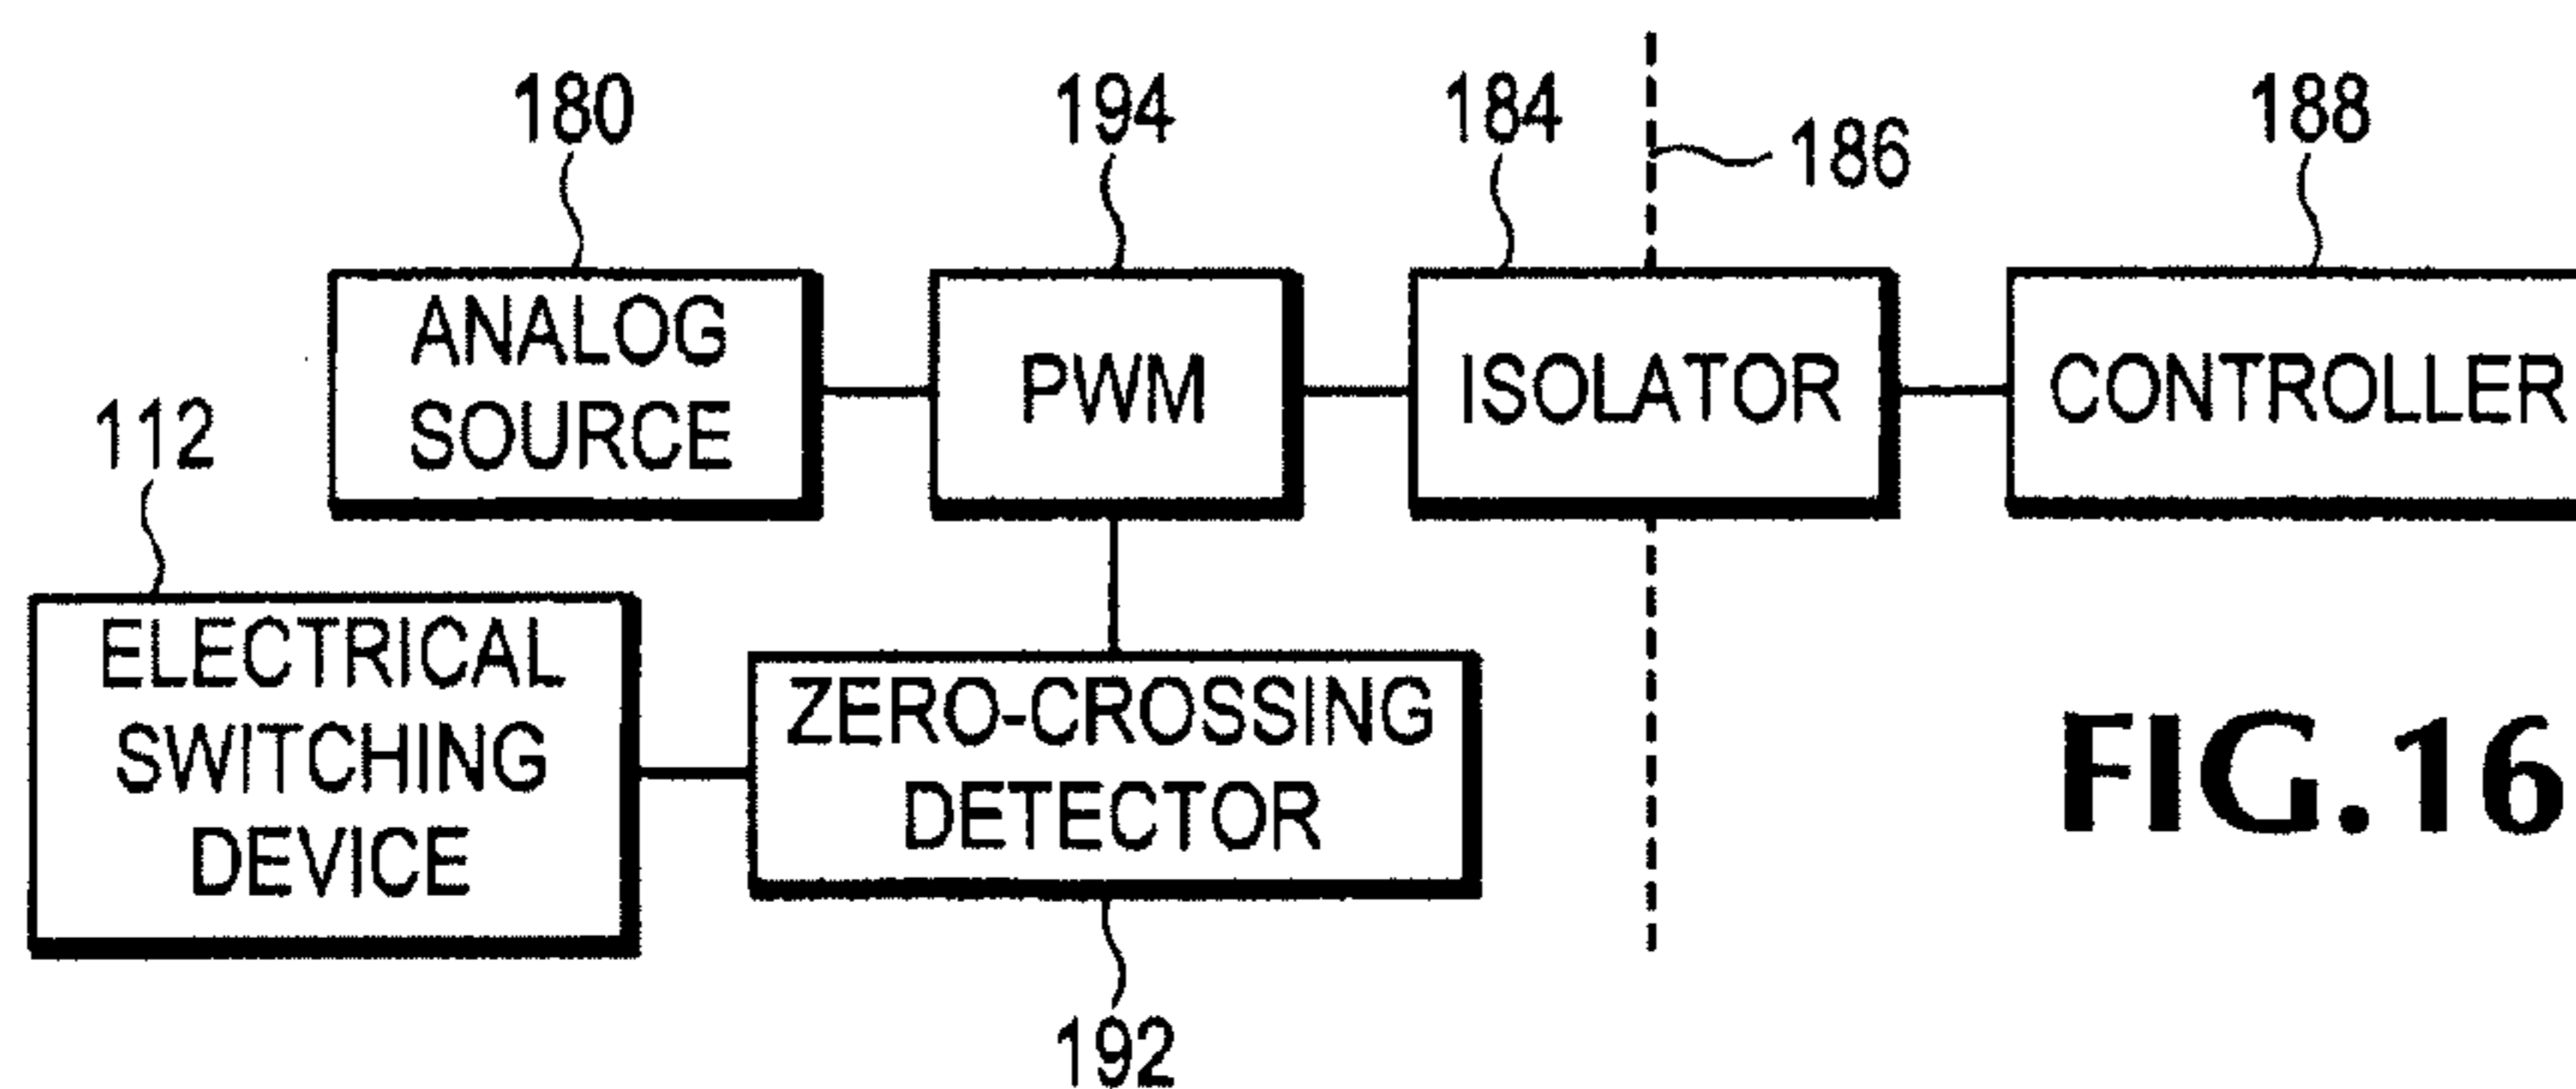 180
194
184
186
188
ANALOG
SOURCE
PWM
ISOLATOR
CONTROLLER
112
ELECTRICAL
SWITCHING
DEVICE
ZERO-CROSSING
DETECTOR
192
FIG.16